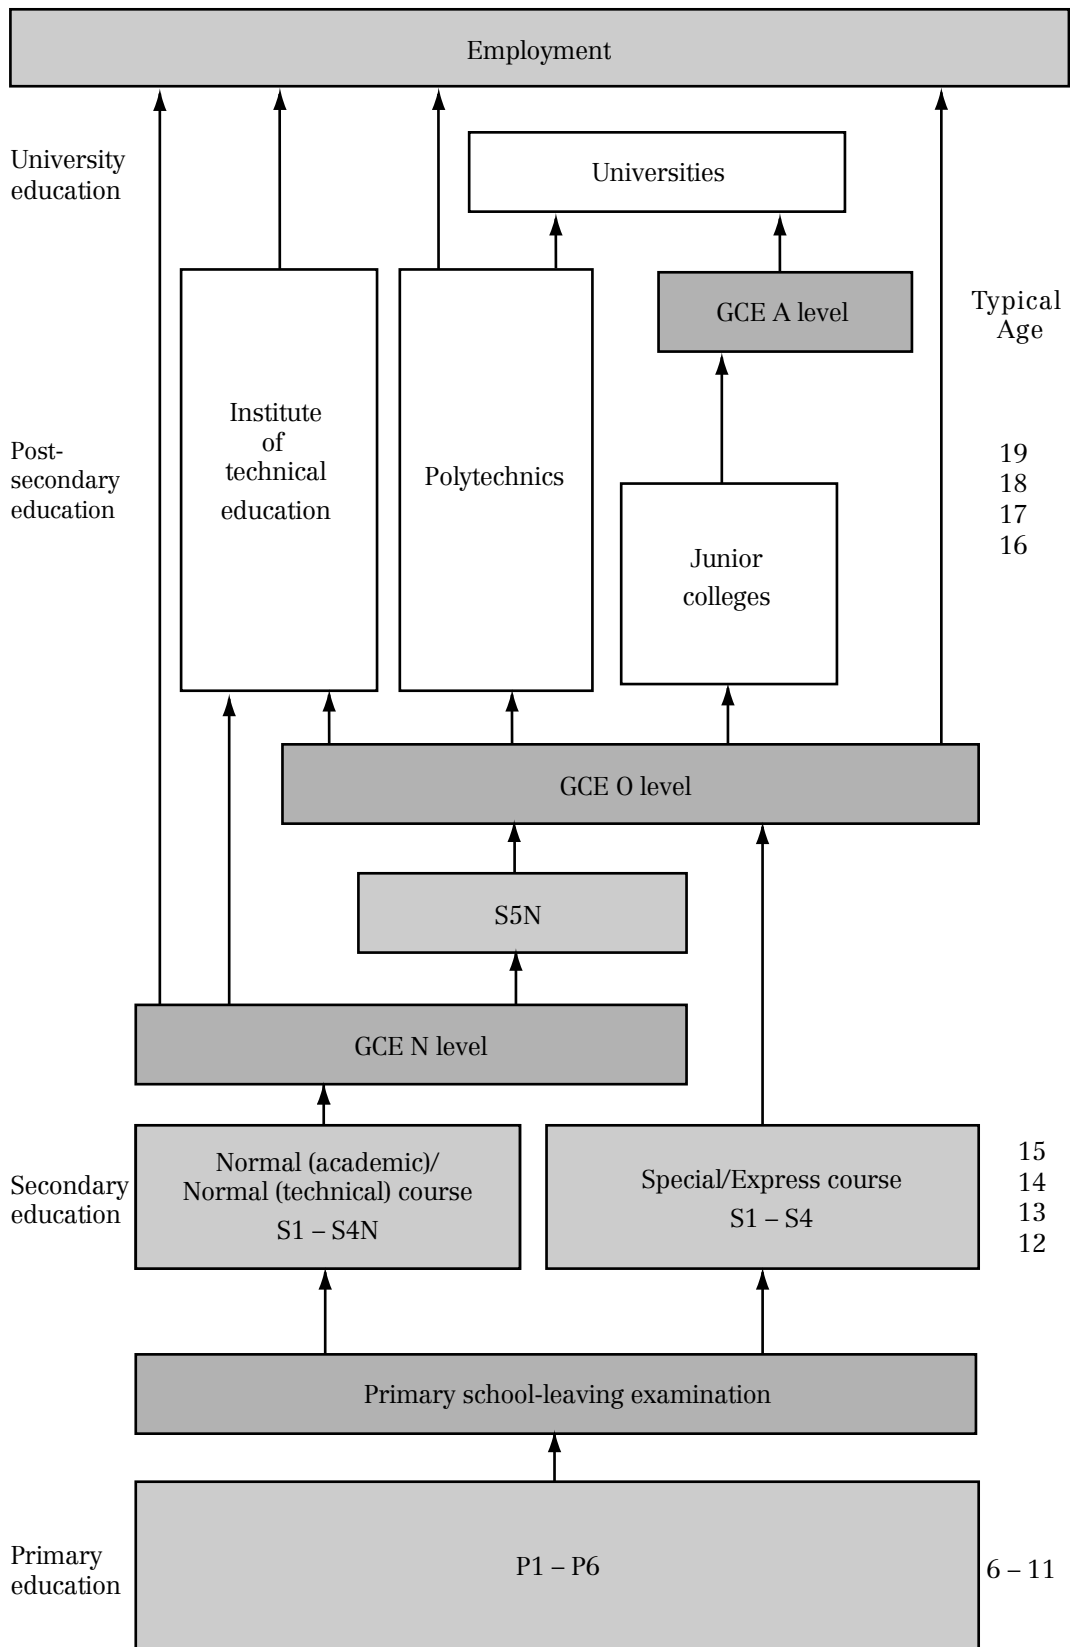 Employment
University
education
Universities
GCE A level
Typical
Age
Institute
of
technical
education
Polytechnics
Post-
secondary
education
19
18
17
16
Junior
colleges
GCE O level
S5N
GCE N level
Secondary
education
Normal (academic)/
Normal (technical) course
S1 – S4N
Special/Express course
S1 – S4
15
14
13
12
Primary school-leaving examination
Primary
education
P1 – P6
6 – 11